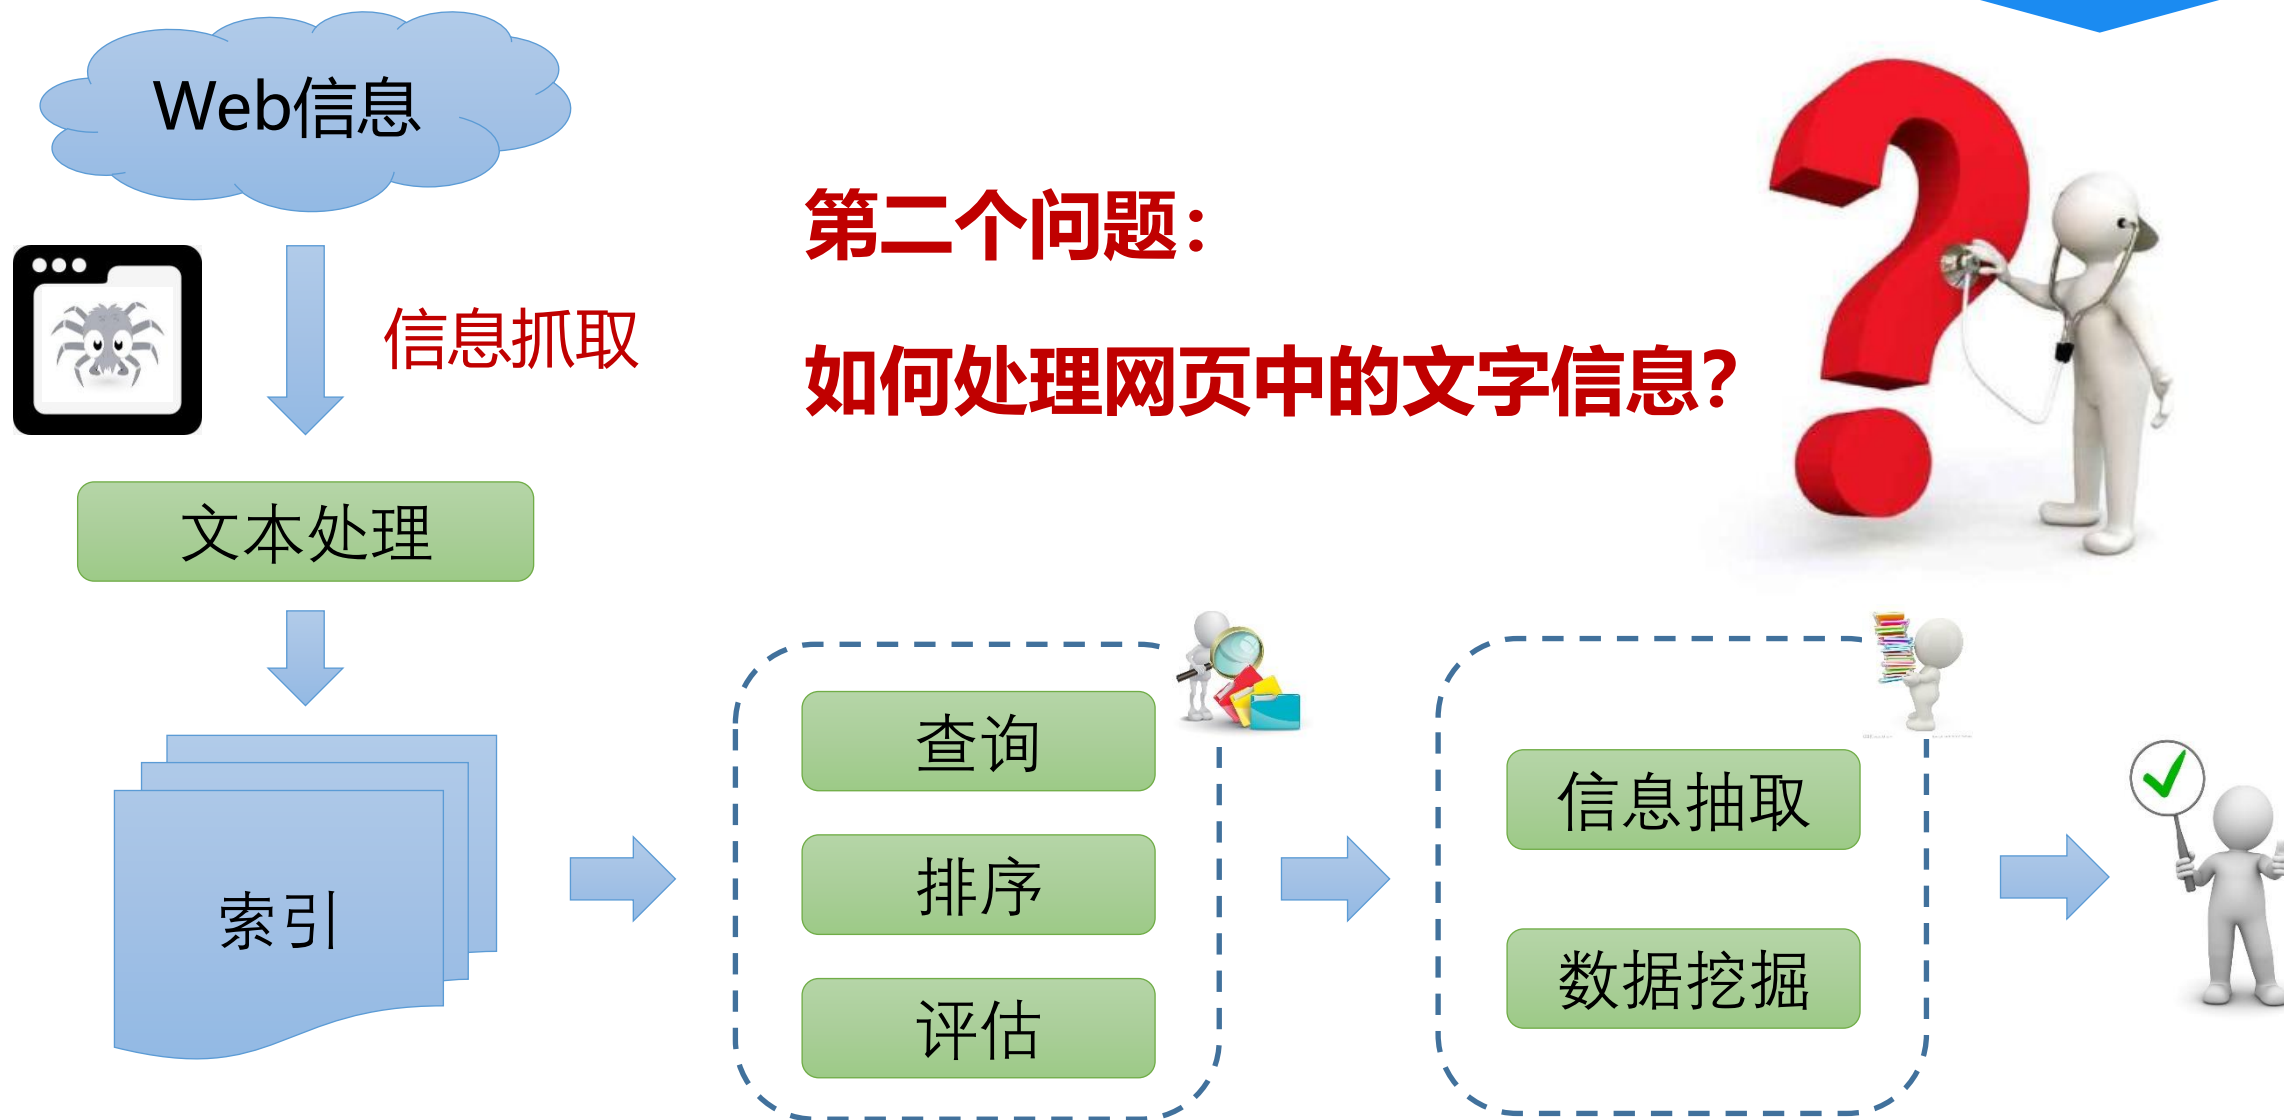 Web信息
第二个问题：
信息抓取
如何处理网页中的文字信息？
文本处理
查询
信息抽取
排序
索引
数据挖掘
评估